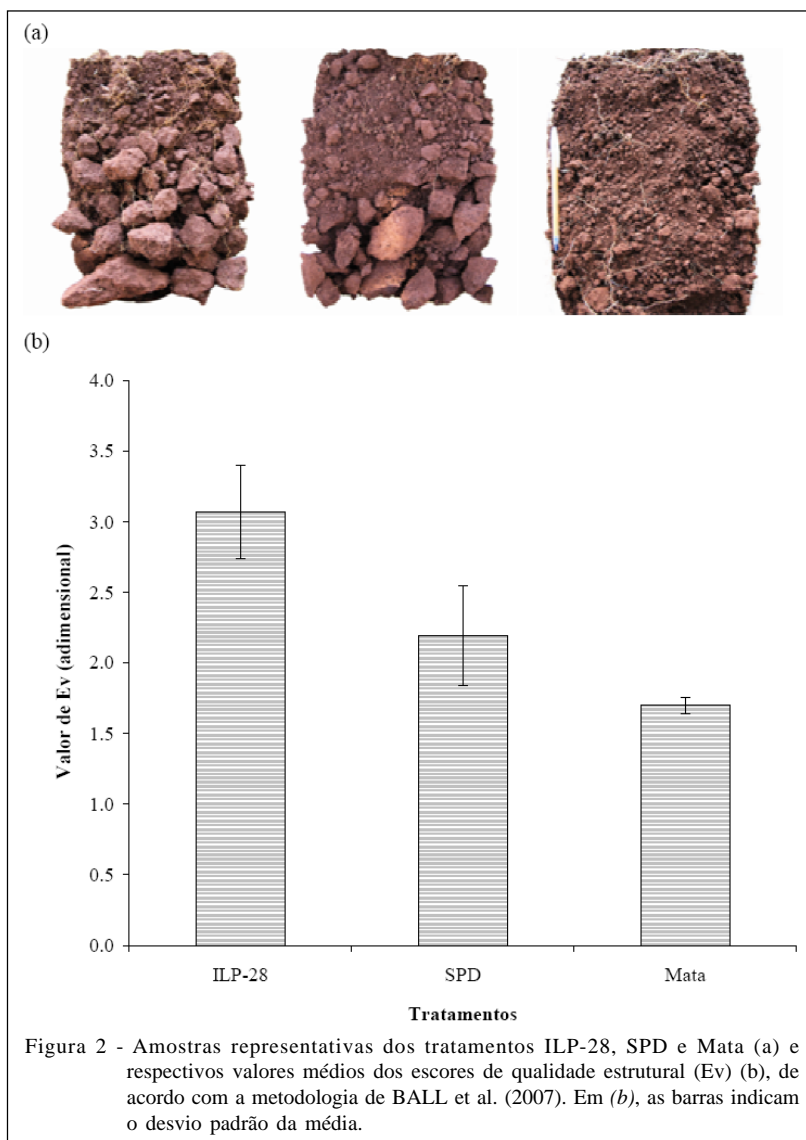 (a)
(b)
4.0
3.5
3.0
2.5
2.0
1.5
1.0
0.5
0.0
Valor de Ev (adimensional)
ILP-28 SPD Mata
Tratamentos
Figura 2 - Amostras representativas dos tratamentos ILP-28, SPD e Mata (a) e
respectivos valores médios dos escores de qualidade estrutural (Ev) (b), de
acordo com a metodologia de BALL et al. (2007). Em (b), as barras indicam
o desvio padrão da média.